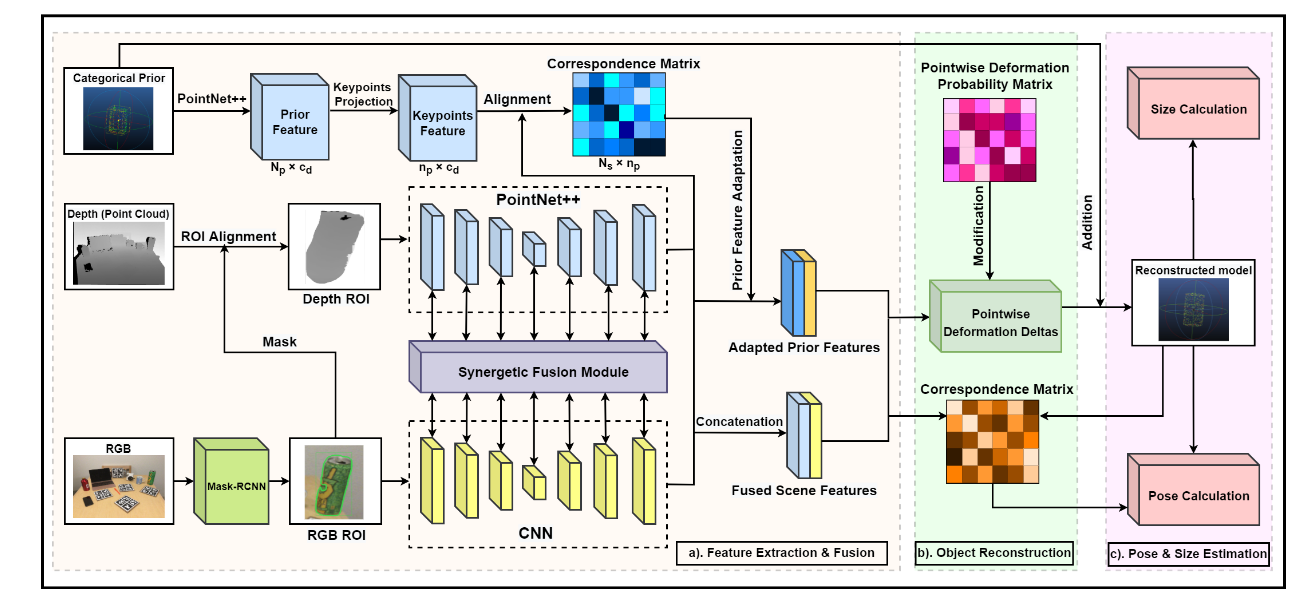 Categorical Prior
PointNet++
Prior
Feature
N_p × c_d
Keypoints
Projection
Keypoints
Feature
n_p × c_d
Alignment
Correspondence Matrix
N_s × n_p
Prior Feature Adaptation
Depth (Point Cloud)
ROI Alignment
Depth ROI
Mask
PointNet++
Synergetic Fusion Module
CNN
RGB
Mask-RCNN
RGB ROI
Adapted Prior Features
Concatenation
Fused Scene Features
a). Feature Extraction & Fusion
Pointwise Deformation
Probability Matrix
Modification
Pointwise
Deformation Deltas
Correspondence Matrix
b). Object Reconstruction
Addition
Size Calculation
Reconstructed model
Pose Calculation
c). Pose & Size Estimation